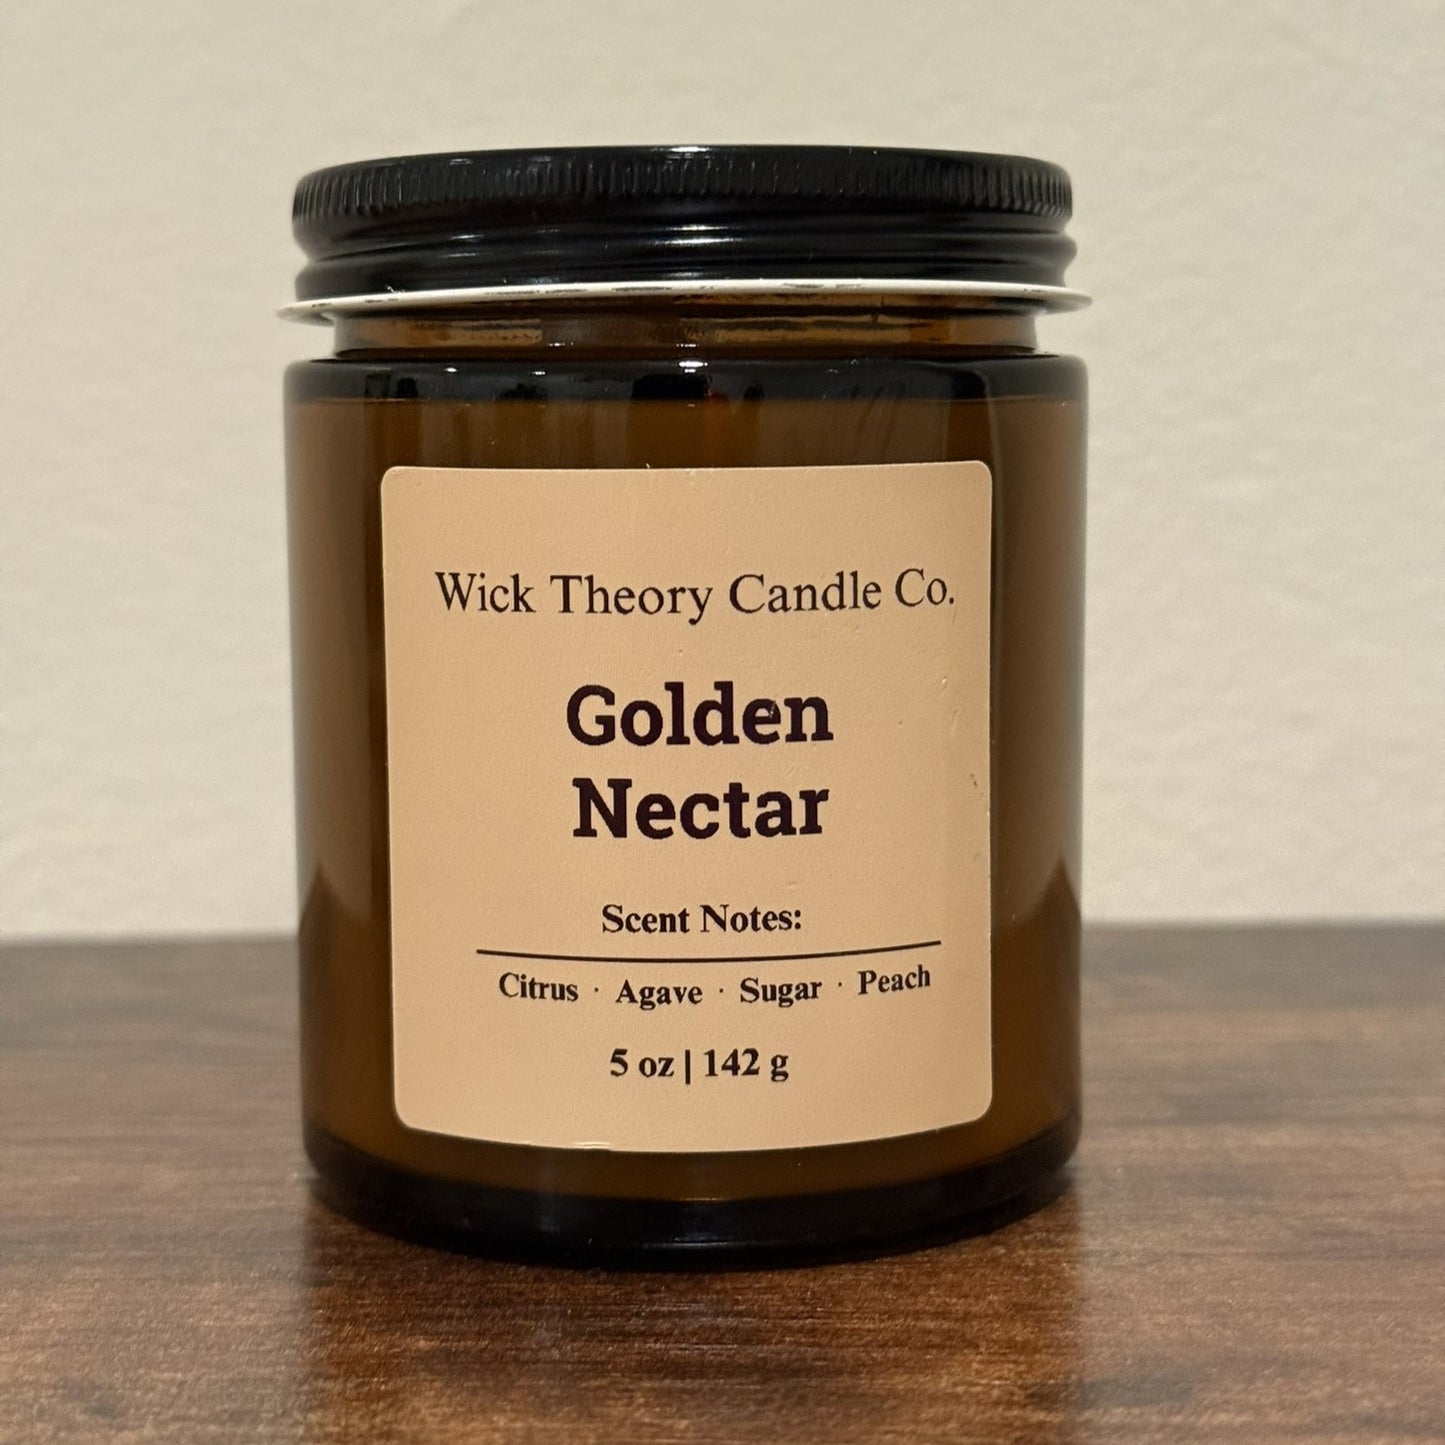 Wick Theory Candle Co.
Golden
Nectar
Scent Notes:
Citrus · Agave · Sugar · Peach
5 oz | 142 g